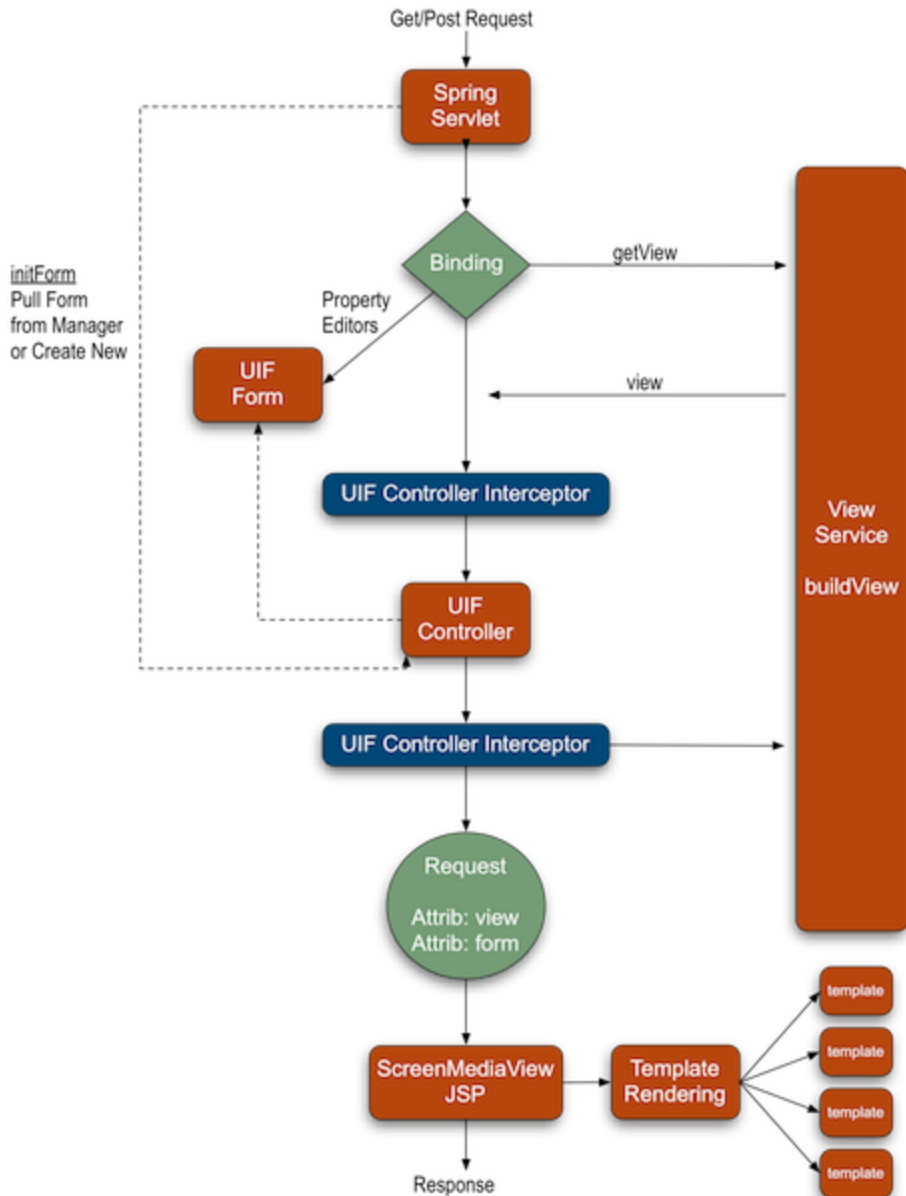 Get/Post Request
Spring
Servlet
Binding
getView
initForm
Pull Form
from Manager
or Create New
Property
Editors
UIF
Form
view
UIF Controller Interceptor
View
Service
buildView
UIF
Controller
UIF Controller Interceptor
Request
Attrib: view
Attrib: form
template
template
template
template
ScreenMediaView
JSP
Template
Rendering
Response